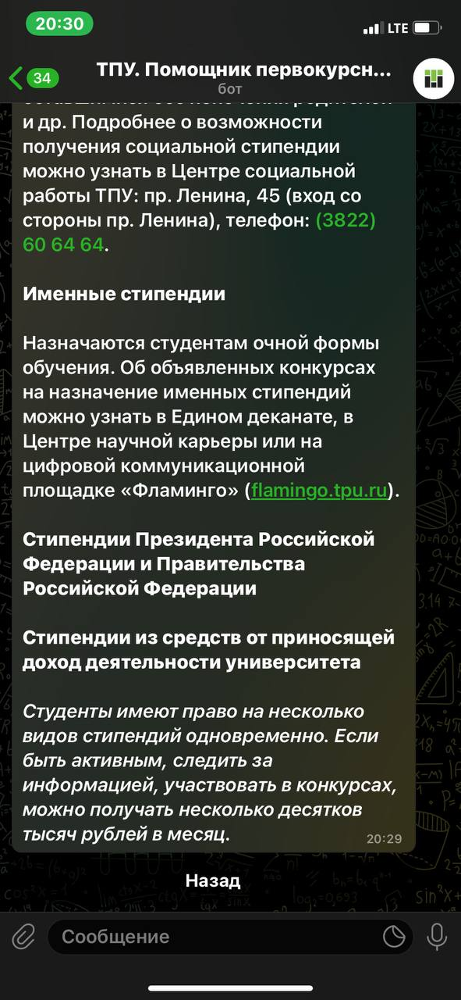 20:30
LTE
34
ТПУ. Помощник первокурсн...
бот
и др. Подробнее о возможности
получения социальной стипендии
можно узнать в Центре социальной
работы ТПУ: пр. Ленина, 45 (вход со
стороны пр. Ленина), телефон: (3822)
60 64 64.
Именные стипендии
Назначаются студентам очной формы
обучения. Об объявленных конкурсах
на назначение именных стипендий
можно узнать в Едином деканате, в
Центре научной карьеры или на
цифровой коммуникационной
площадке «Фламинго» (flamingo.tpu.ru).
Стипендии Президента Российской
Федерации и Правительства
Российской Федерации
Стипендии из средств от приносящей
доход деятельности университета
Студенты имеют право на несколько
видов стипендий одновременно. Если
быть активным, следить за
информацией, участвовать в конкурсах,
можно получать несколько десятков
тысяч рублей в месяц.
20:29
Назад
Сообщение